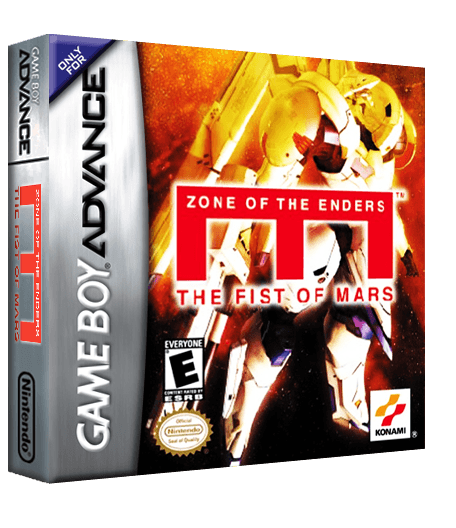 GAME BOY
ADVANCE
ZONE OF THE ENDERS
THE FIST OF MARS
Nintendo
ONLY
FOR
GAME BOY ADVANCE
ZONE OF THE ENDERS
™
THE FIST OF MARS
EVERYONE
E
CONTENT RATED BY
ESRB
Official
Nintendo
Seal of Quality
KONAMI
®